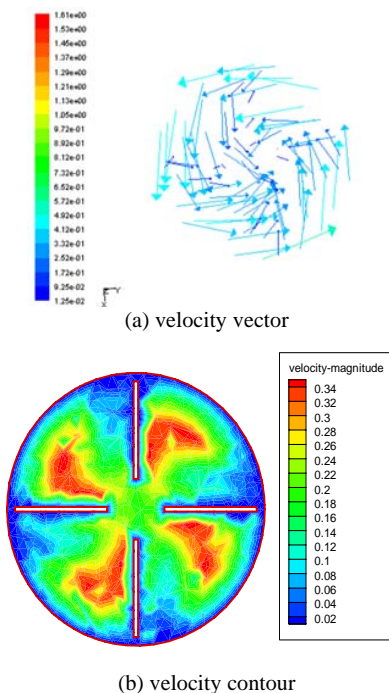 1.61e+00
1.53e+00
1.45e+00
1.37e+00
1.29e+00
1.21e+00
1.13e+00
1.05e+00
9.72e-01
8.92e-01
8.12e-01
7.32e-01
6.52e-01
5.72e-01
4.92e-01
4.12e-01
3.32e-01
2.52e-01
1.72e-01
9.25e-02
1.25e-02
Y
X
(a) velocity vector
velocity-magnitude
0.34
0.32
0.3
0.28
0.26
0.24
0.22
0.2
0.18
0.16
0.14
0.12
0.1
0.08
0.06
0.04
0.02
(b) velocity contour